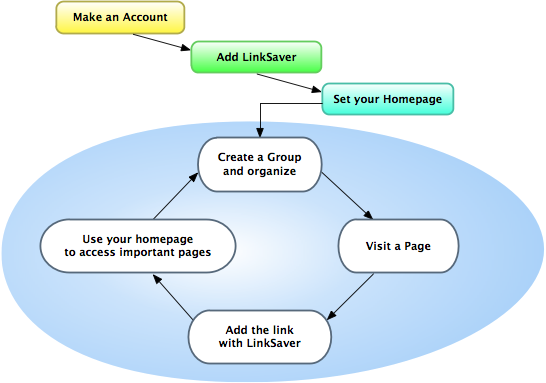 Make an Account
Add LinkSaver
Set your Homepage
Create a Group
and organize
Visit a Page
Add the link
with LinkSaver
Use your homepage
to access important pages